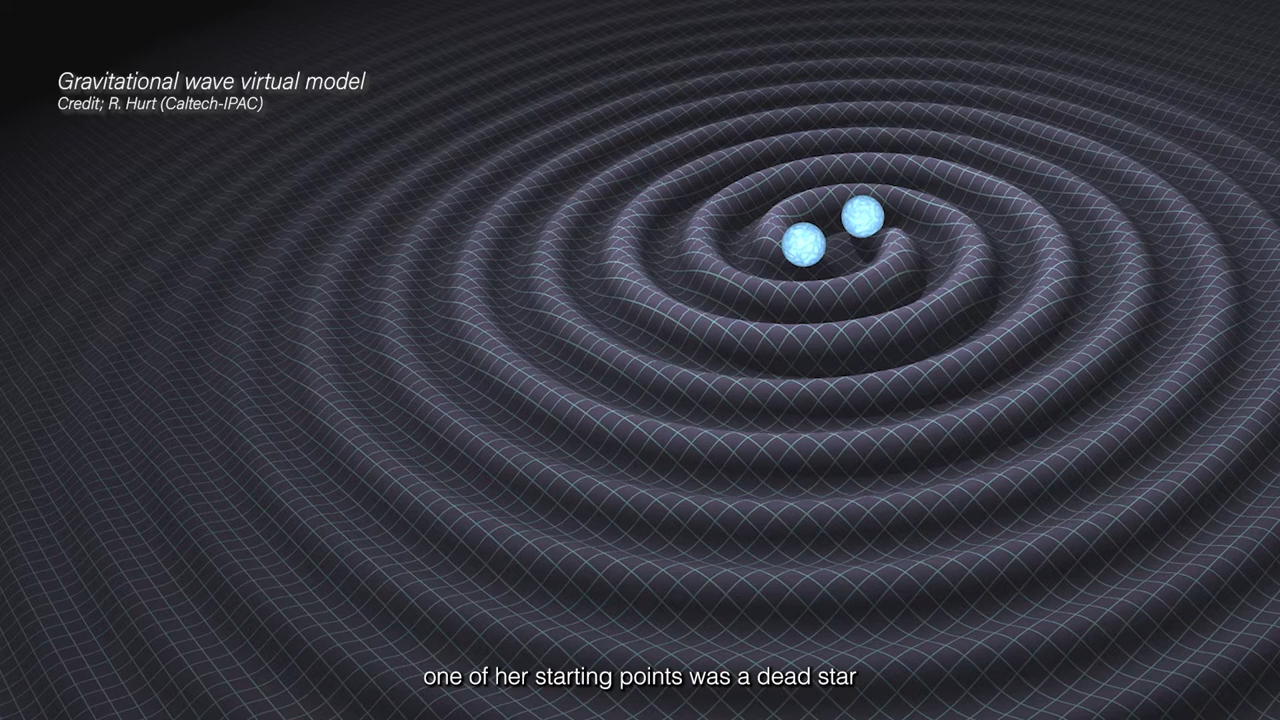 Gravitational wave virtual model
Credit; R. Hurt (Caltech-IPAC)
one of her starting points was a dead star